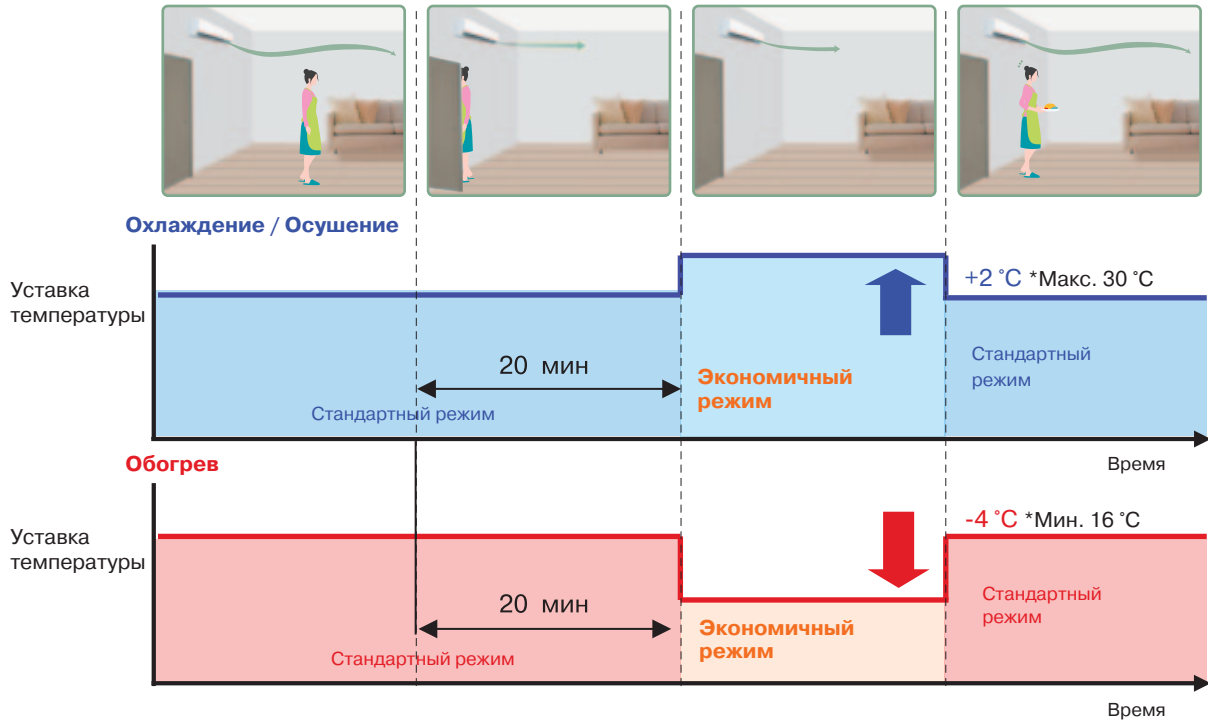 Охлаждение / Осушение
Уставка
температуры
+2 °C *Макс. 30 °C
20 мин
Экономичный
режим
Стандартный
режим
Стандартный режим
Время
Обогрев
Уставка
температуры
-4 °C *Мин. 16 °C
20 мин
Экономичный
режим
Стандартный
режим
Стандартный режим
Время